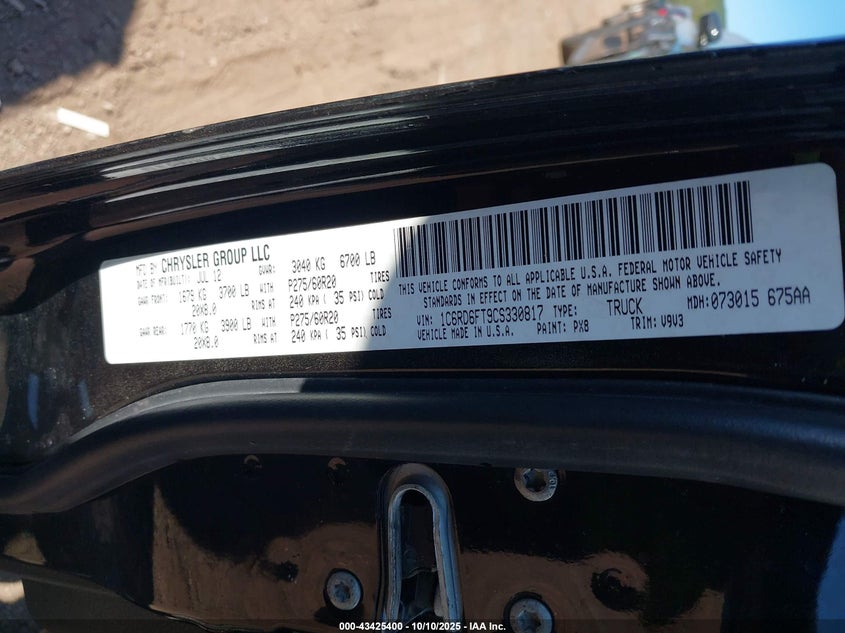 MFD BY CHRYSLER GROUP LLC
DATE OF MFR(BUILT): JUL 12 GVWR: 3040 KG 6700 LB
GAWR FRONT: 1679 KG 3700 LB WITH P275/60R20 TIRES
20X8.0 RIMS AT 240 KPA ( 35 PSI) COLD
GAWR REAR: 1770 KG 3900 LB WITH P275/60R20 TIRES
20X8.0 RIMS AT 240 KPA ( 35 PSI) COLD
THIS VEHICLE CONFORMS TO ALL APPLICABLE U.S.A. FEDERAL MOTOR VEHICLE SAFETY
STANDARDS IN EFFECT ON THE DATE OF MANUFACTURE SHOWN ABOVE.
VIN: 1C6RD6FT9CS330817 TYPE: TRUCK MDH:073015 675AA
VEHICLE MADE IN U.S.A. PAINT: PX8 TRIM: V9V3
000-43425400 - 10/10/2025 - IAA Inc.